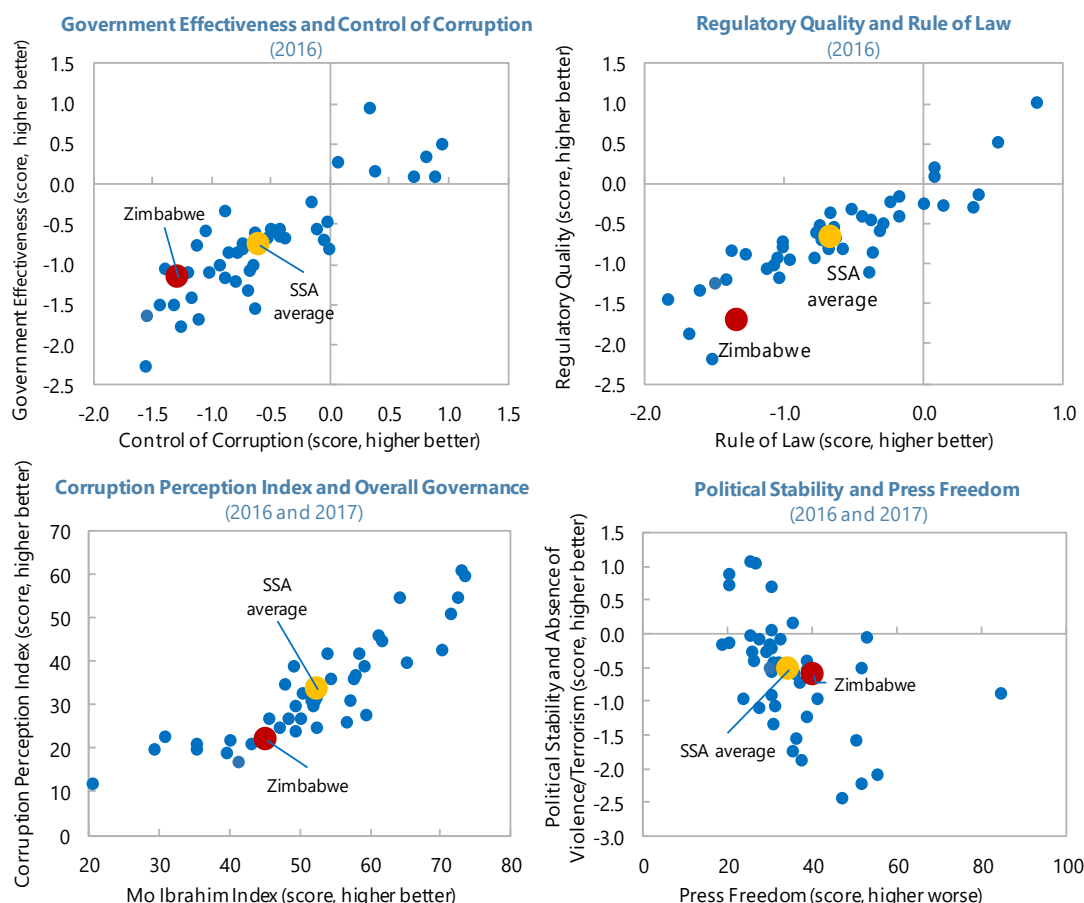 Government Effectiveness and Control of Corruption
(2016)
Government Effectiveness (score, higher better)
1.5
1.0
0.5
0.0
-0.5
-1.0
-1.5
-2.0
-2.5
Zimbabwe
SSA
average
-2.0 -1.5 -1.0 -0.5 0.0 0.5 1.0 1.5
Control of Corruption (score, higher better)
Regulatory Quality and Rule of Law
(2016)
Regulatory Quality (score, higher better)
1.5
1.0
0.5
0.0
-0.5
-1.0
-1.5
-2.0
-2.5
SSA
average
Zimbabwe
-2.0 -1.0 0.0 1.0
Rule of Law (score, higher better)
Corruption Perception Index and Overall Governance
(2016 and 2017)
Corruption Perception Index (score, higher better)
70
60
50
40
30
20
10
0
SSA
average
Zimbabwe
20 30 40 50 60 70 80
Mo Ibrahim Index (score, higher better)
Political Stability and Press Freedom
(2016 and 2017)
Political Stability and Absence of
Violence/Terrorism (score, higher better)
1.5
1.0
0.5
0.0
-0.5
-1.0
-1.5
-2.0
-2.5
-3.0
Zimbabwe
SSA average
0 20 40 60 80 100
Press Freedom (score, higher worse)